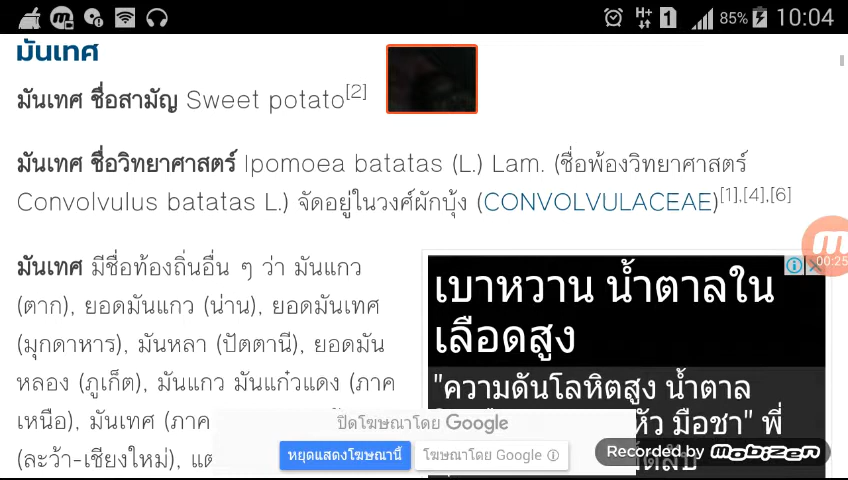 85% 10:04
มันเทศ
มันเทศ ชื่อสามัญ Sweet potato[2]
มันเทศ ชื่อวิทยาศาสตร์ Ipomoea batatas (L.) Lam. (ชื่อพ้องวิทยาศาสตร์
Convolvulus batatas L.) จัดอยู่ในวงศ์ผักบุ้ง (CONVOLVULACEAE)[1],[4],[6]
00:25
มันเทศ มีชื่อท้องถิ่นอื่น ๆ ว่า มันแกว
(ตาก), ยอดมันแกว (น่าน), ยอดมันเทศ
(มุกดาหาร), มันหลา (ปัตตานี), ยอดมัน
หลอง (ภูเก็ต), มันแกว มันแก๋วแดง (ภาค
เหนือ), มันเทศ (ภาค
(ละว้า-เชียงใหม่),
เบาหวาน น้ำตาลใน
เลือดสูง
"ความดันโลหิตสูง น้ำตาล
หัว มือชา" พี่
ปิดโฆษณาโดย Google
หยุดแสดงโฆษณานี้
โฆษณาโดย Google
Recorded by Mobizen